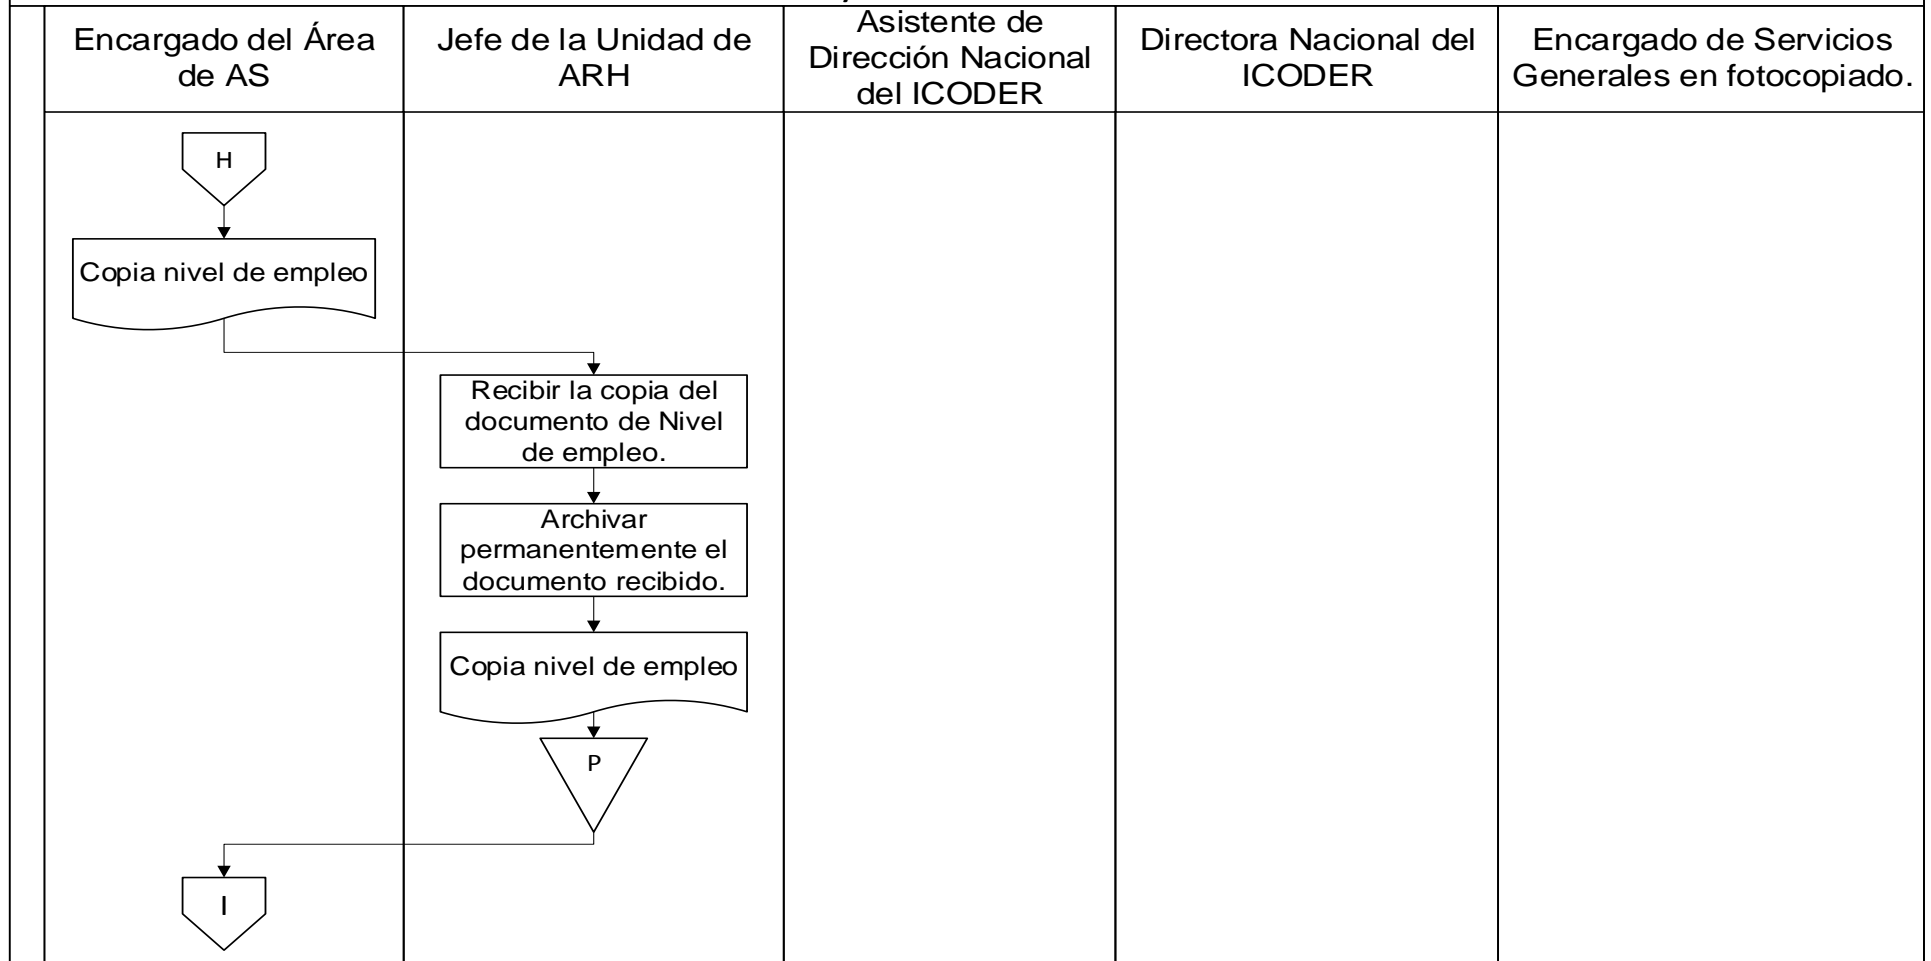 Encargado del Área
de AS
Jefe de la Unidad de
ARH
Asistente de
Dirección Nacional
del ICODER
Directora Nacional del
ICODER
Encargado de Servicios
Generales en fotocopiado.
H
Copia nivel de empleo
Recibir la copia del
documento de Nivel
de empleo.
Archivar
permanentemente el
documento recibido.
Copia nivel de empleo
P
I